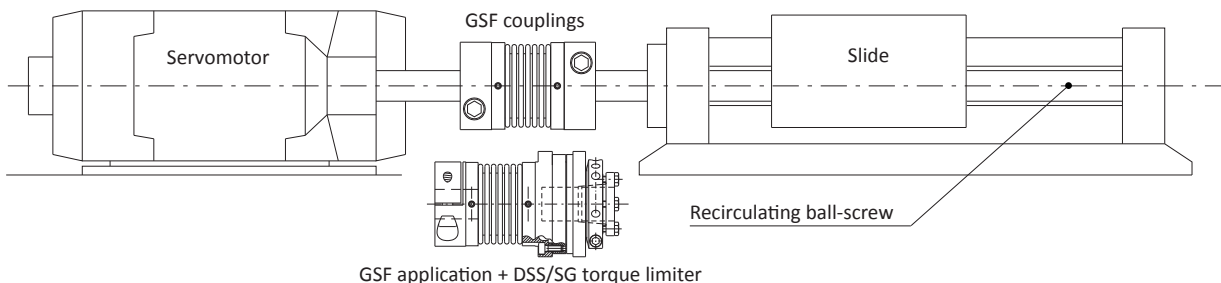 GSF couplings
Servomotor
Slide
Recirculating ball-screw
GSF application + DSS/SG torque limiter